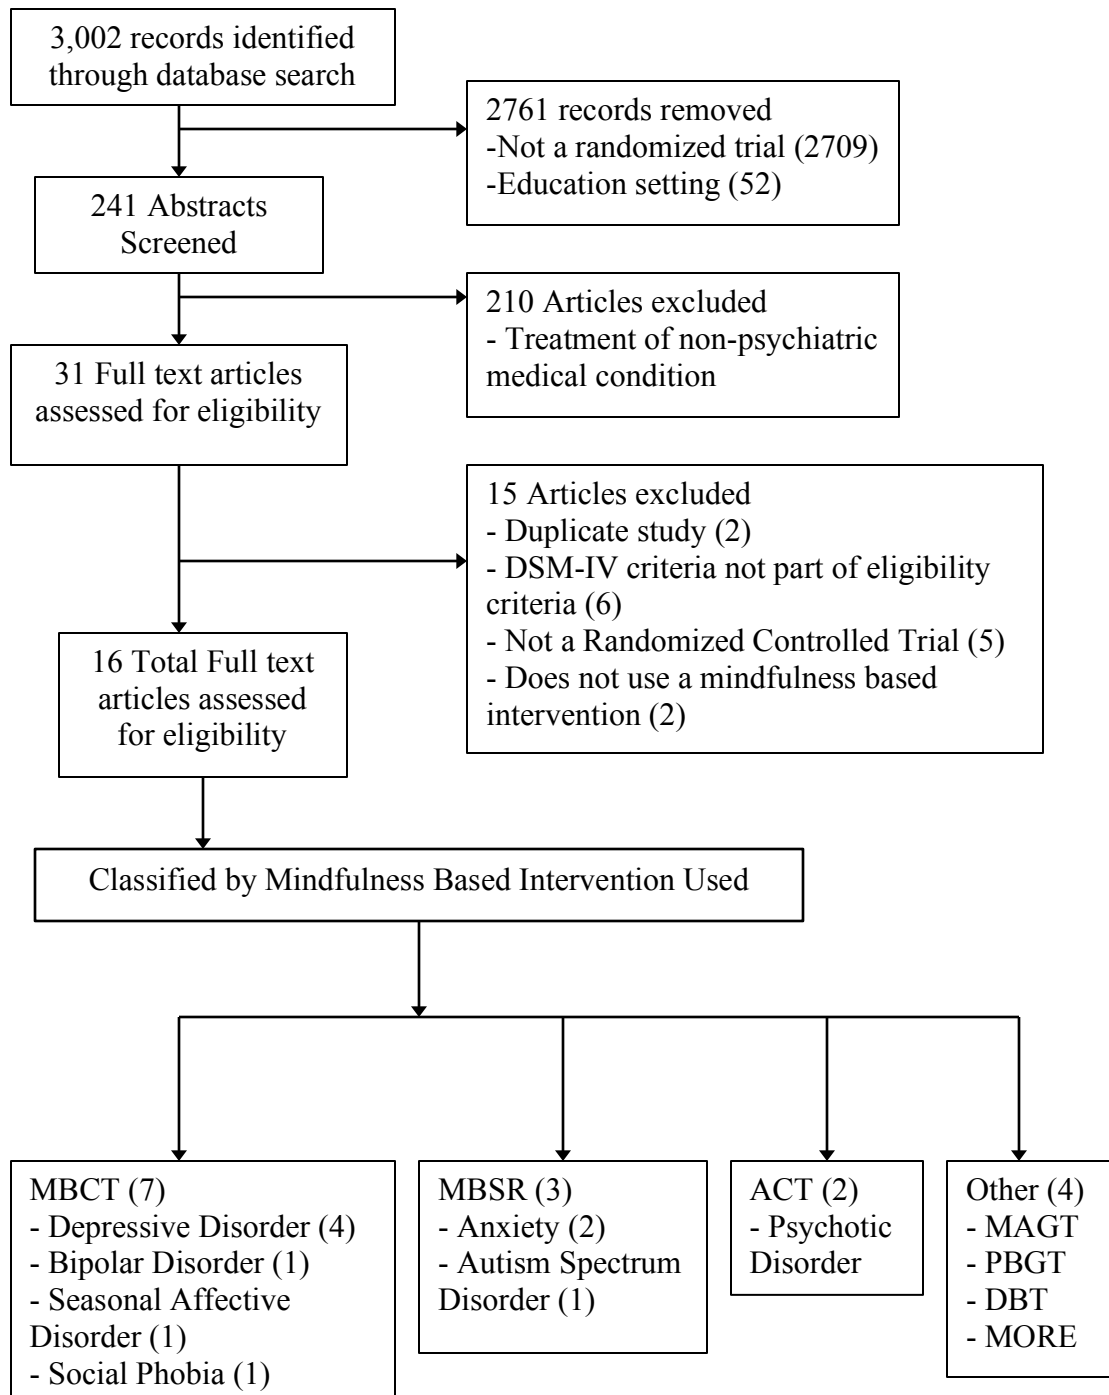 3,002 records identified
through database search
2761 records removed
-Not a randomized trial (2709)
-Education setting (52)
241 Abstracts
Screened
210 Articles excluded
- Treatment of non-psychiatric
medical condition
31 Full text articles
assessed for eligibility
15 Articles excluded
- Duplicate study (2)
- DSM-IV criteria not part of eligibility
criteria (6)
- Not a Randomized Controlled Trial (5)
- Does not use a mindfulness based
intervention (2)
16 Total Full text
articles assessed
for eligibility
Classified by Mindfulness Based Intervention Used
MBCT (7)
- Depressive Disorder (4)
- Bipolar Disorder (1)
- Seasonal Affective
Disorder (1)
- Social Phobia (1)
MBSR (3)
- Anxiety (2)
- Autism Spectrum
Disorder (1)
ACT (2)
- Psychotic
Disorder
Other (4)
- MAGT
- PBGT
- DBT
- MORE